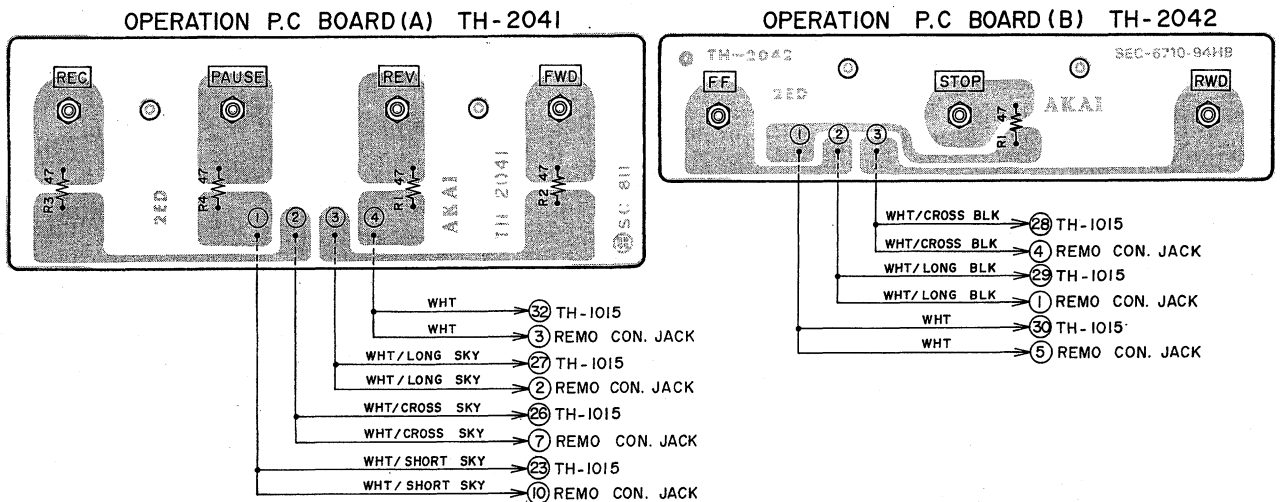 OPERATION P.C BOARD (A) TH-2041
REC
PAUSE
REV
FWD
R3 47
2ED
R4 47
R1 47
AKAI
TH 2041
R2 47
SC 811
1
2
3
4
WHT 32 TH-1015
WHT 3 REMO CON. JACK
WHT/LONG SKY 27 TH-1015
WHT/LONG SKY 2 REMO CON. JACK
WHT/CROSS SKY 26 TH-1015
WHT/CROSS SKY 7 REMO CON. JACK
WHT/SHORT SKY 23 TH-1015
WHT/SHORT SKY 10 REMO CON. JACK
OPERATION P.C BOARD (B) TH-2042
TH-2042
SEC-6710-94HB
FF
STOP
RWD
2ED
R1 47
AKAI
1
2
3
WHT/CROSS BLK 28 TH-1015
WHT/CROSS BLK 4 REMO CON. JACK
WHT/LONG BLK 29 TH-1015
WHT/LONG BLK 1 REMO CON. JACK
WHT 30 TH-1015
WHT 5 REMO CON. JACK